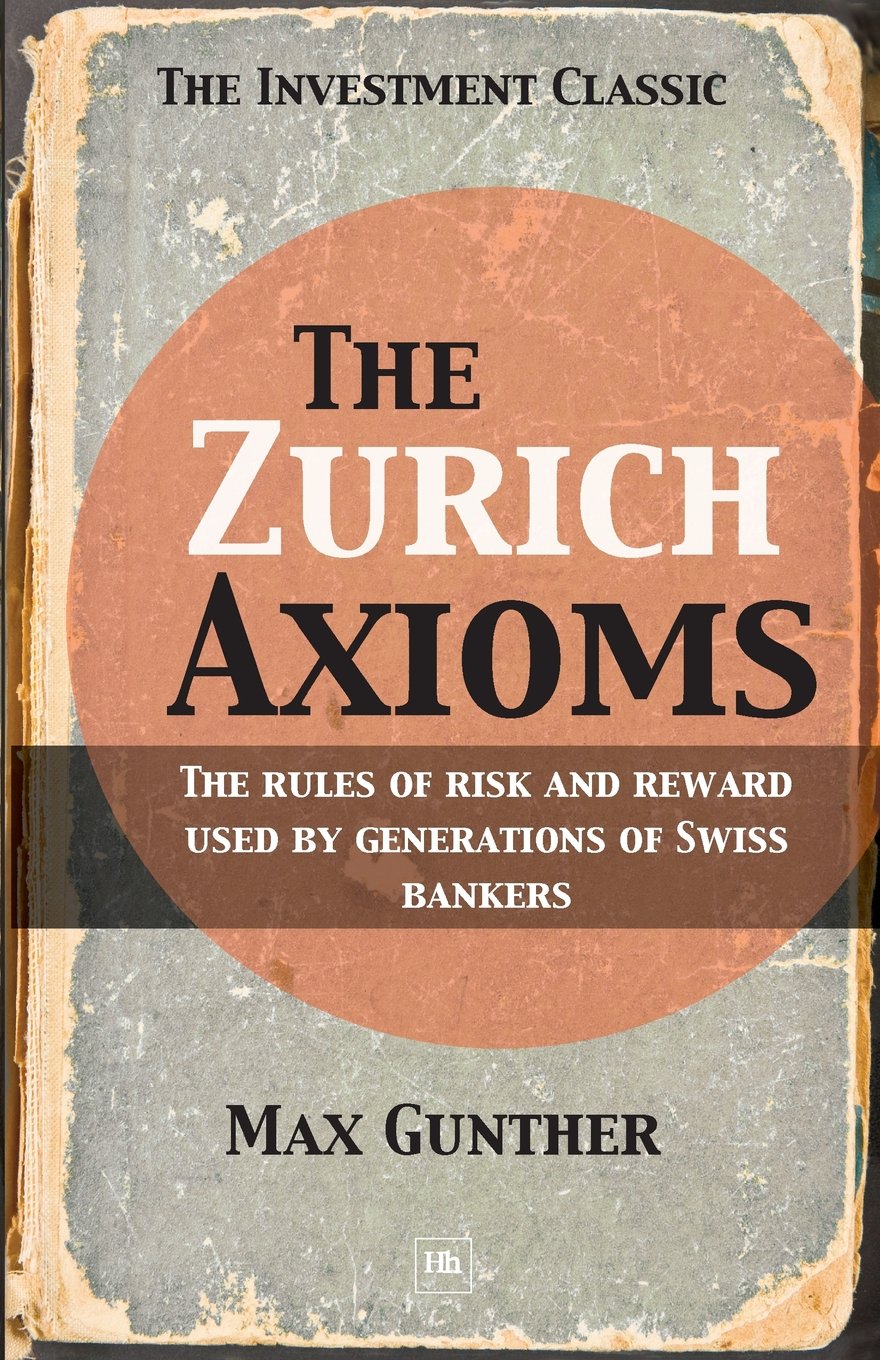 The Investment Classic
The
Zurich
Axioms
The rules of risk and reward
used by generations of Swiss
bankers
Max Gunther
Hh